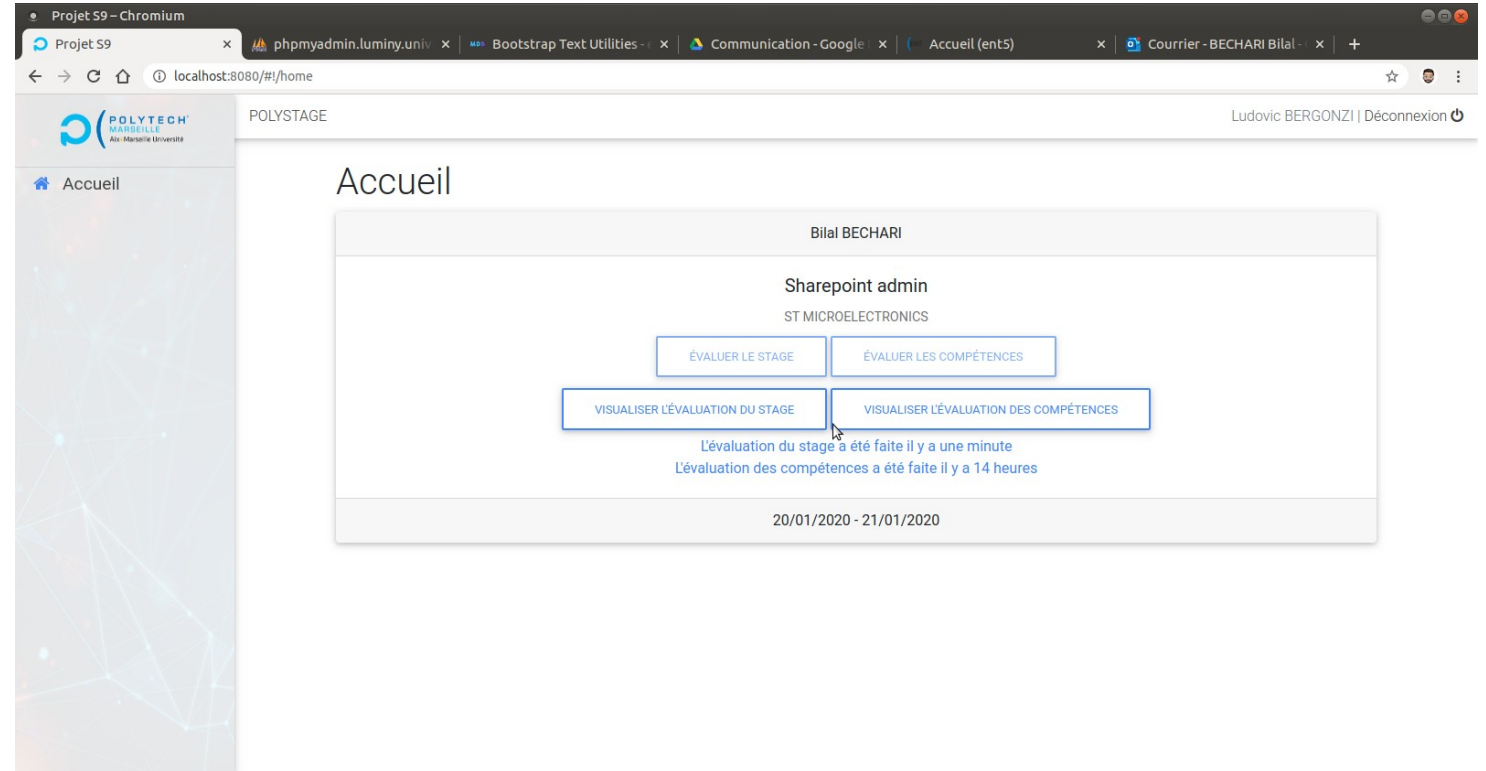 Projet S9 – Chromium
Projet S9
phpmyadmin.luminy.univ
Bootstrap Text Utilities - e
Communication - Google
Accueil (ent5)
Courrier - BECHARI Bilal -
localhost:8080/#!/home
POLYTECH'
MARSEILLE
Aix-Marseille Université
POLYSTAGE
Ludovic BERGONZI | Déconnexion
Accueil
Accueil
Bilal BECHARI
Sharepoint admin
ST MICROELECTRONICS
ÉVALUER LE STAGE
ÉVALUER LES COMPÉTENCES
VISUALISER L'ÉVALUATION DU STAGE
VISUALISER L'ÉVALUATION DES COMPÉTENCES
L'évaluation du stage a été faite il y a une minute
L'évaluation des compétences a été faite il y a 14 heures
20/01/2020 - 21/01/2020